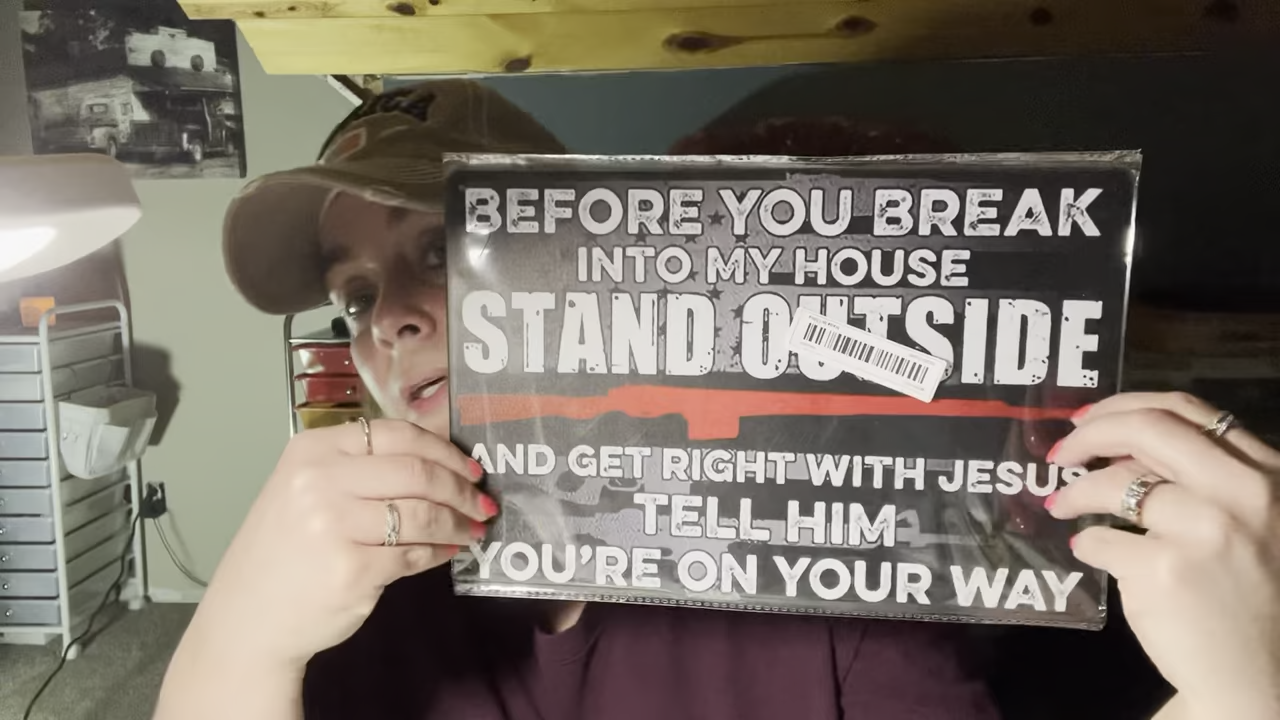 BEFORE YOU BREAK
INTO MY HOUSE
STAND OUTSIDE
AND GET RIGHT WITH JESUS
TELL HIM
YOU'RE ON YOUR WAY